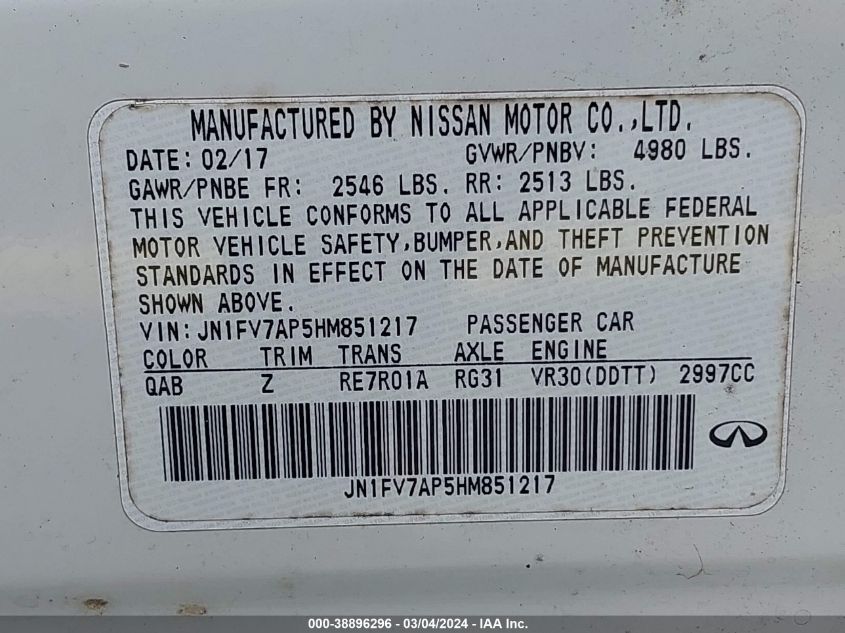 MANUFACTURED BY NISSAN MOTOR CO.,LTD.
DATE: 02/17 GVWR/PNBV: 4980 LBS.
GAWR/PNBE FR: 2546 LBS. RR: 2513 LBS.
THIS VEHICLE CONFORMS TO ALL APPLICABLE FEDERAL
MOTOR VEHICLE SAFETY,BUMPER,AND THEFT PREVENTION
STANDARDS IN EFFECT ON THE DATE OF MANUFACTURE
SHOWN ABOVE.
VIN:JN1FV7AP5HM851217 PASSENGER CAR
COLOR TRIM TRANS AXLE ENGINE
QAB Z RE7R01A RG31 VR30(DDTT) 2997CC
JN1FV7AP5HM851217
000-38896296 - 03/04/2024 - IAA Inc.